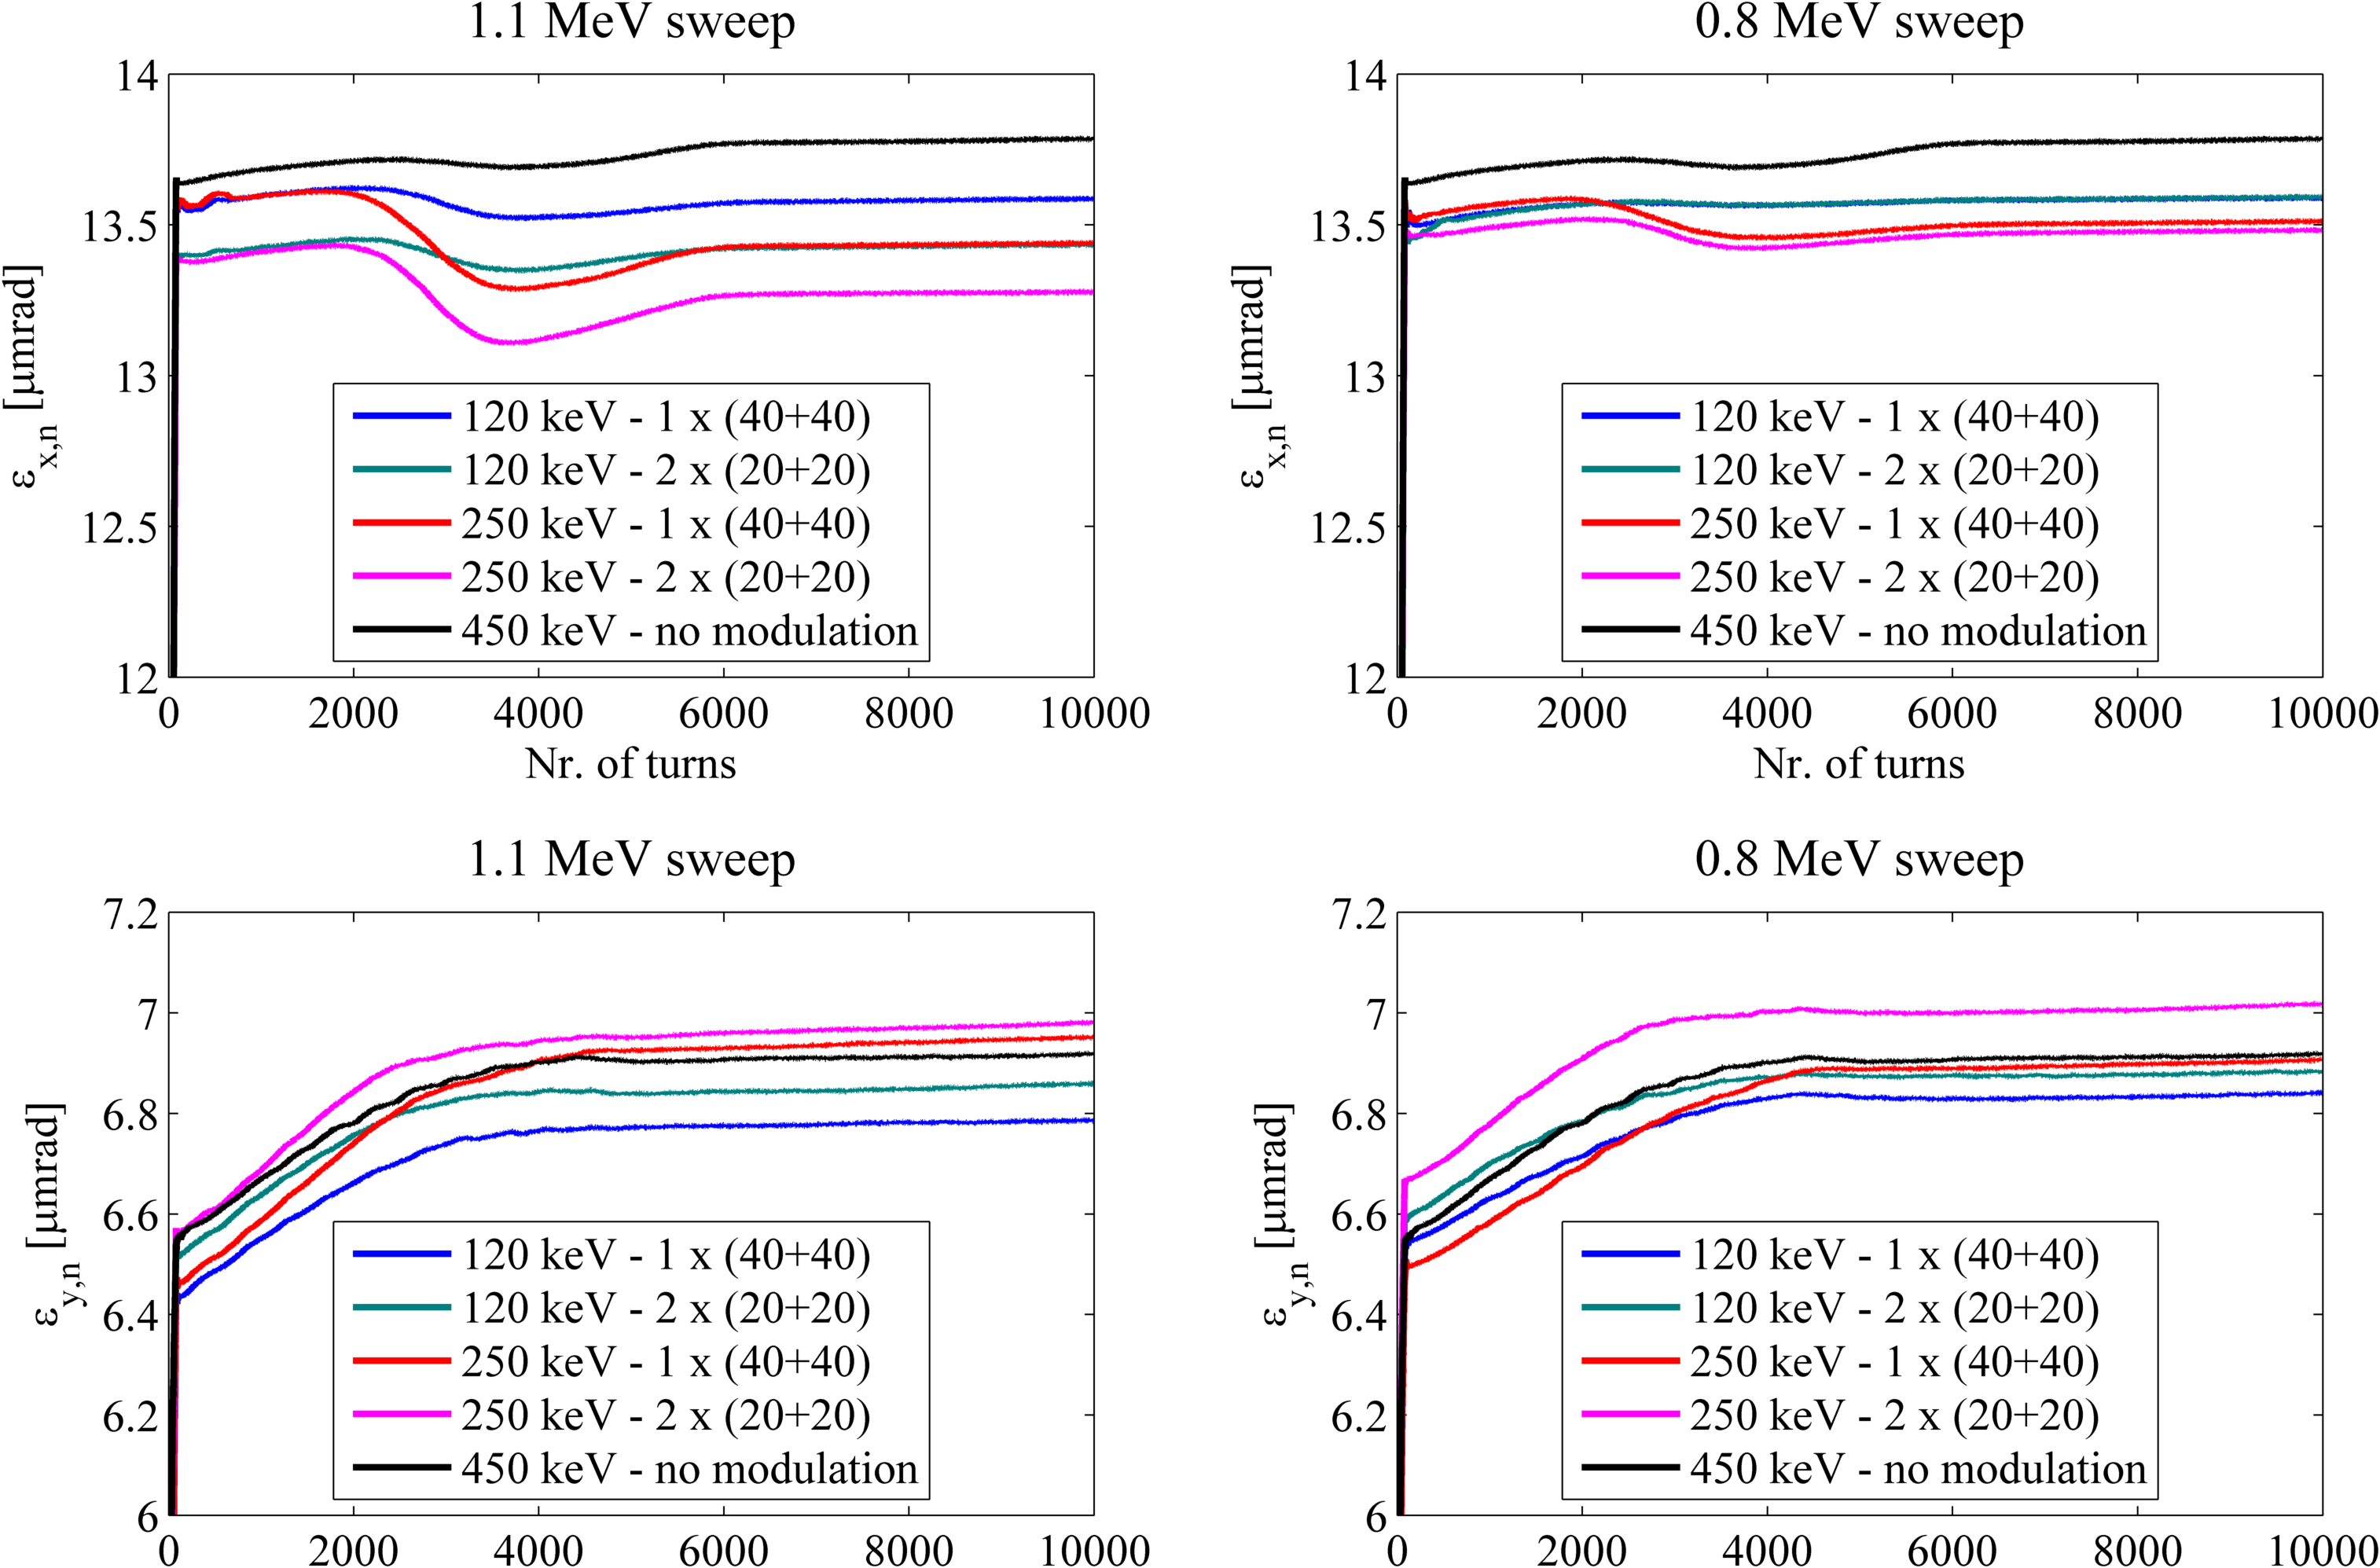 1.1 MeV sweep
14
13.5
13
12.5
12
εx,n [μmrad]
120 keV - 1 x (40+40)
120 keV - 2 x (20+20)
250 keV - 1 x (40+40)
250 keV - 2 x (20+20)
450 keV - no modulation
0 2000 4000 6000 8000 10000
Nr. of turns
0.8 MeV sweep
14
13.5
13
12.5
12
εx,n [μmrad]
120 keV - 1 x (40+40)
120 keV - 2 x (20+20)
250 keV - 1 x (40+40)
250 keV - 2 x (20+20)
450 keV - no modulation
0 2000 4000 6000 8000 10000
Nr. of turns
1.1 MeV sweep
7.2
7
6.8
6.6
6.4
6.2
6
εy,n [μmrad]
120 keV - 1 x (40+40)
120 keV - 2 x (20+20)
250 keV - 1 x (40+40)
250 keV - 2 x (20+20)
450 keV - no modulation
0 2000 4000 6000 8000 10000
0.8 MeV sweep
7.2
7
6.8
6.6
6.4
6.2
6
εy,n [μmrad]
120 keV - 1 x (40+40)
120 keV - 2 x (20+20)
250 keV - 1 x (40+40)
250 keV - 2 x (20+20)
450 keV - no modulation
0 2000 4000 6000 8000 10000